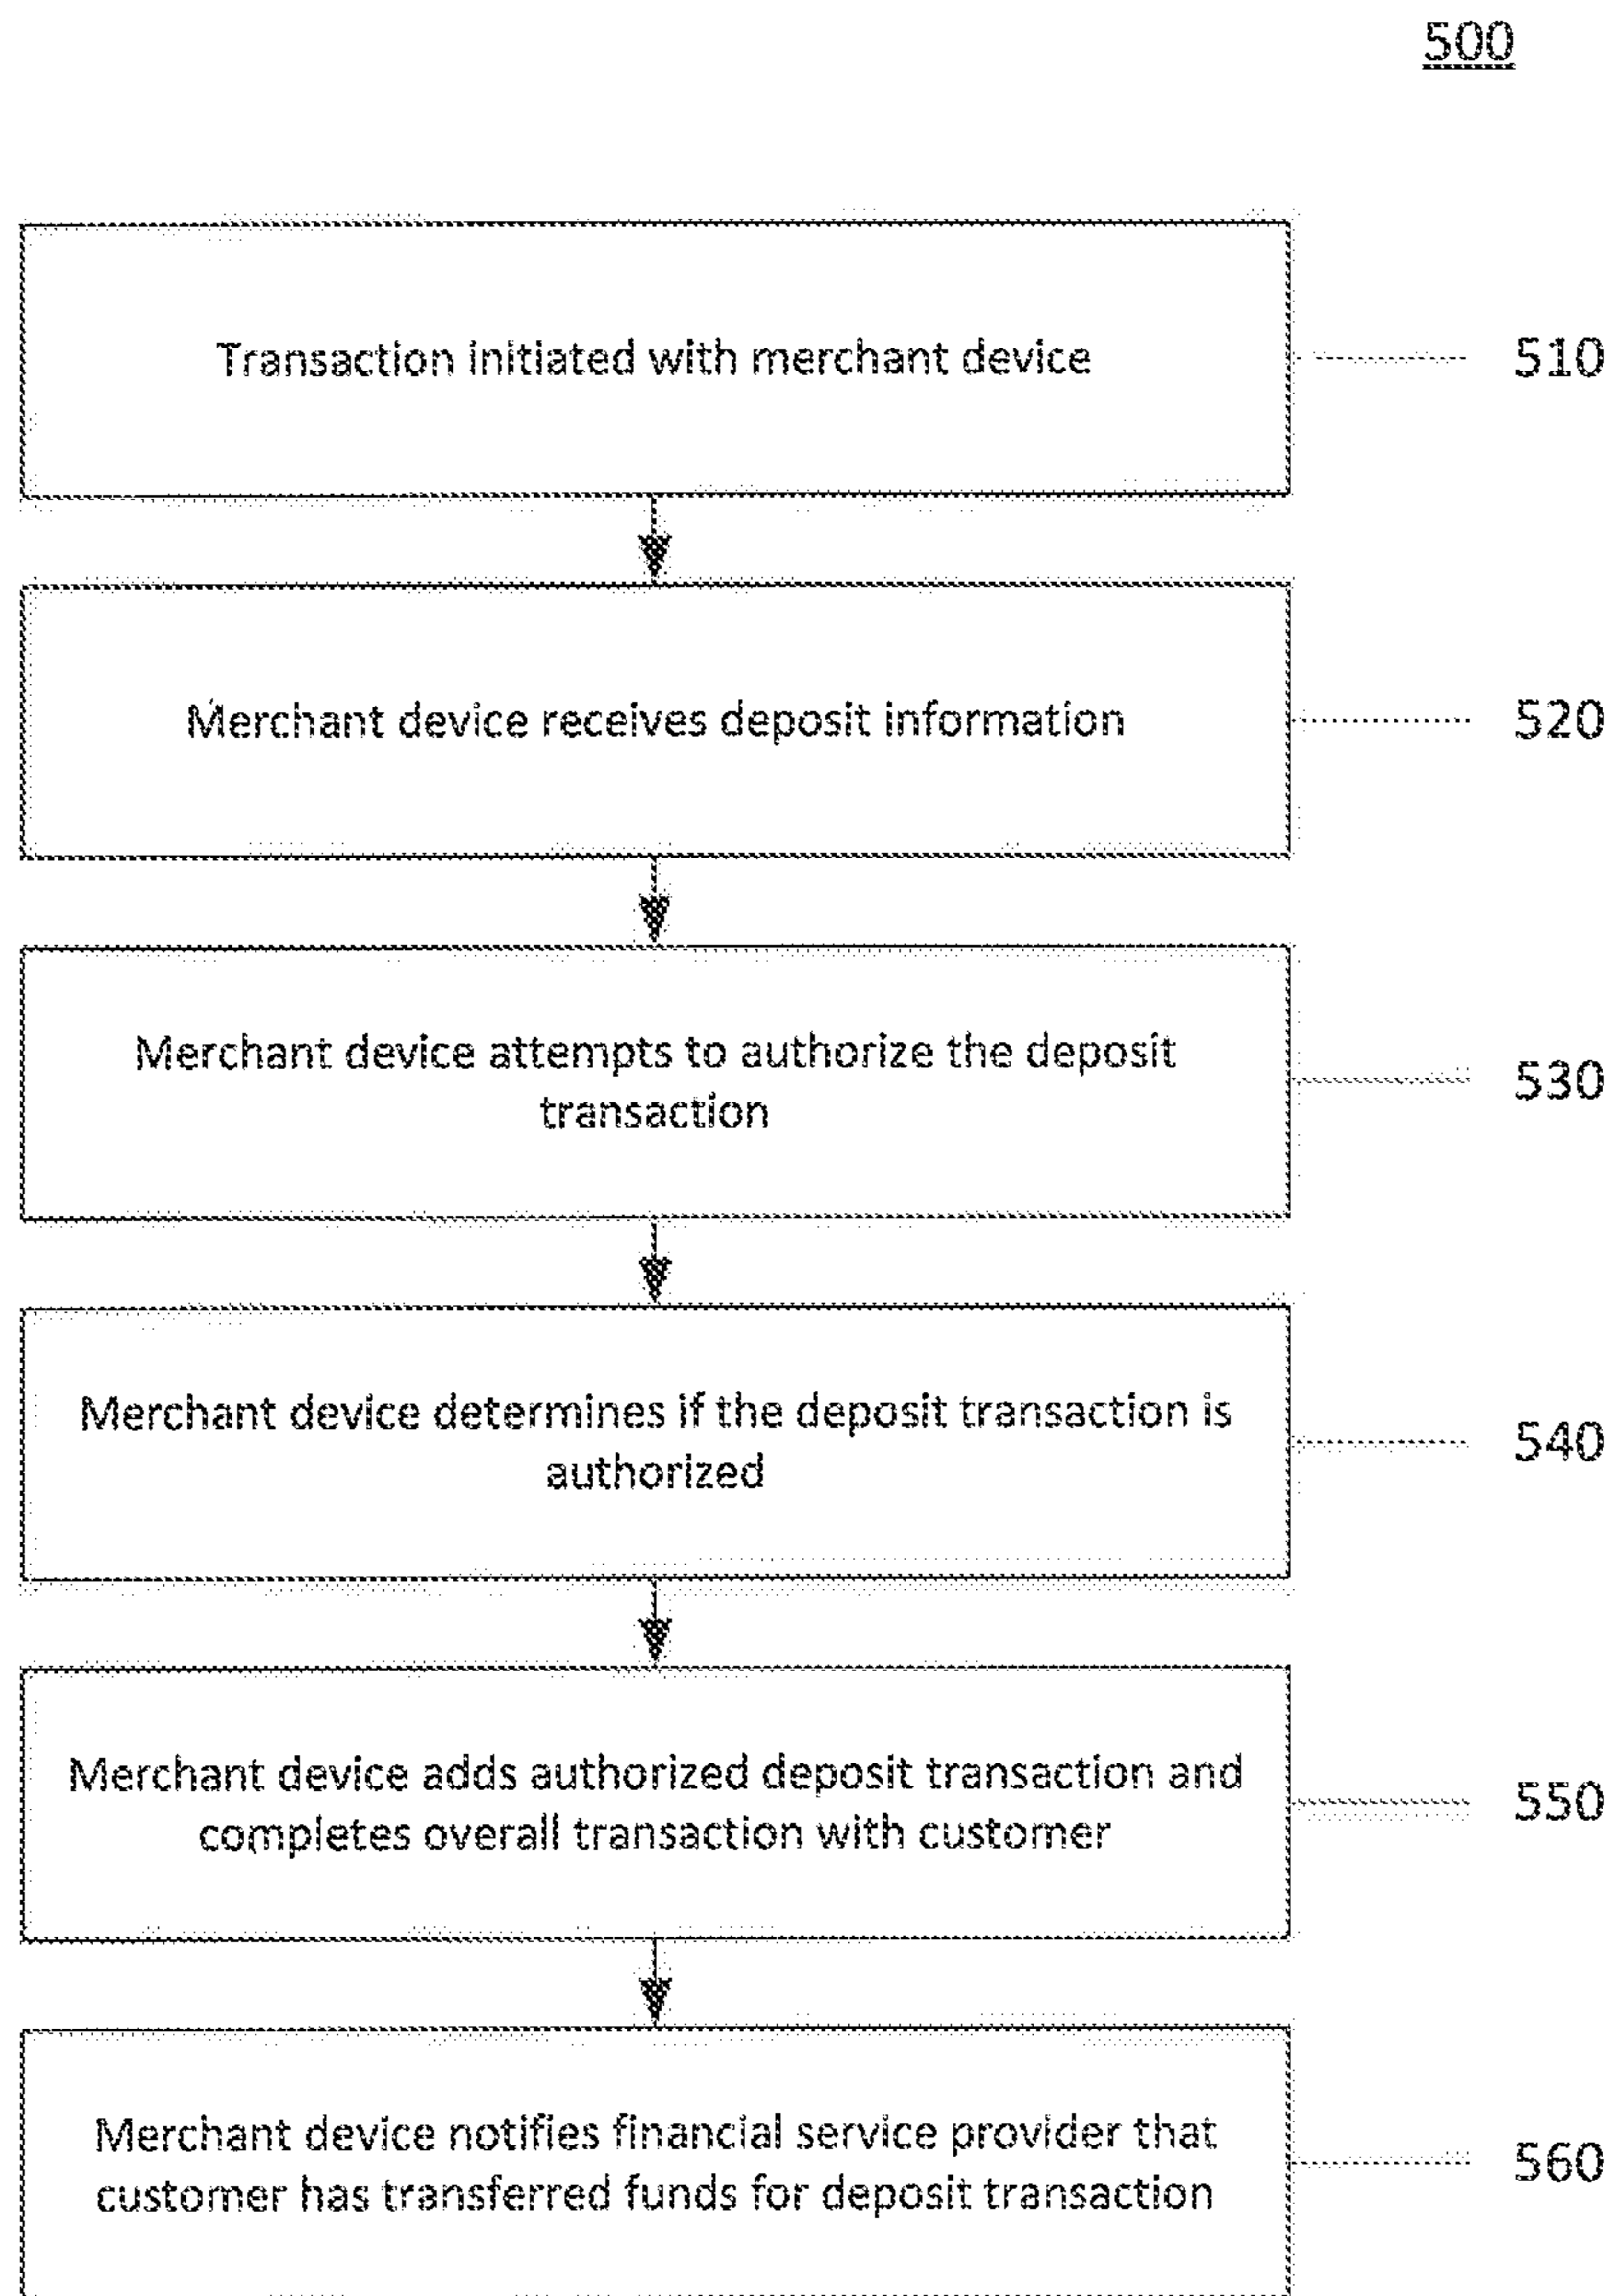 500
Transaction initiated with merchant device
510
Merchant device receives deposit information
520
Merchant device attempts to authorize the deposit
transaction
530
Merchant device determines if the deposit transaction is
authorized
540
Merchant device adds authorized deposit transaction and
completes overall transaction with customer
550
Merchant device notifies financial service provider that
customer has transferred funds for deposit transaction
560